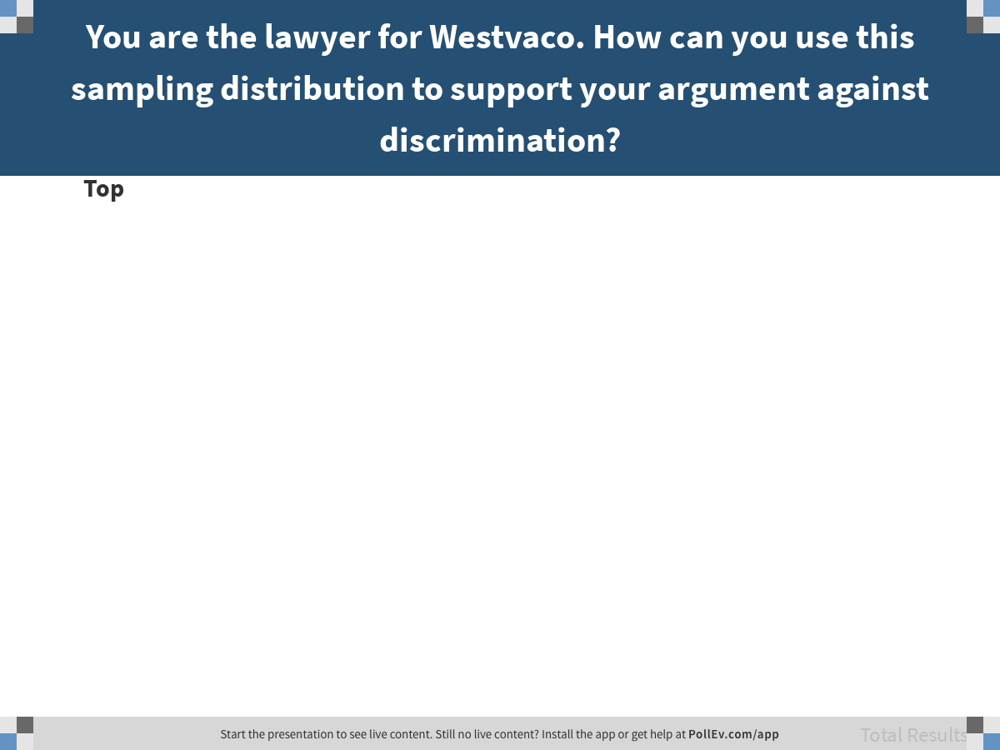 You are the lawyer for Westvaco. How can you use this
sampling distribution to support your argument against
discrimination?
Top
Start the presentation to see live content. Still no live content? Install the app or get help at PollEv.com/app
Total Results